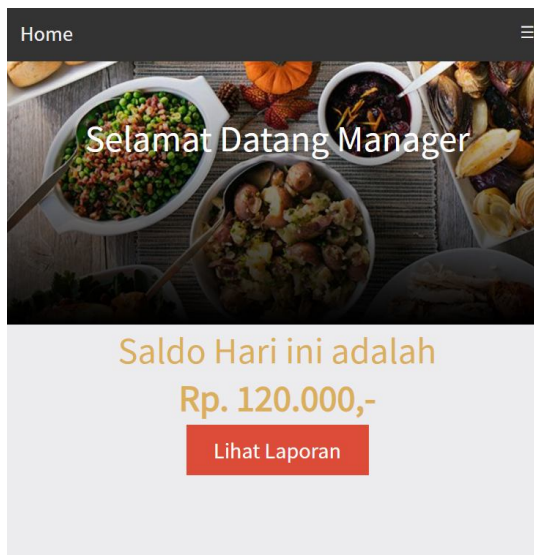 Home
Selamat Datang Manager
Saldo Hari ini adalah
Rp. 120.000,-
Lihat Laporan